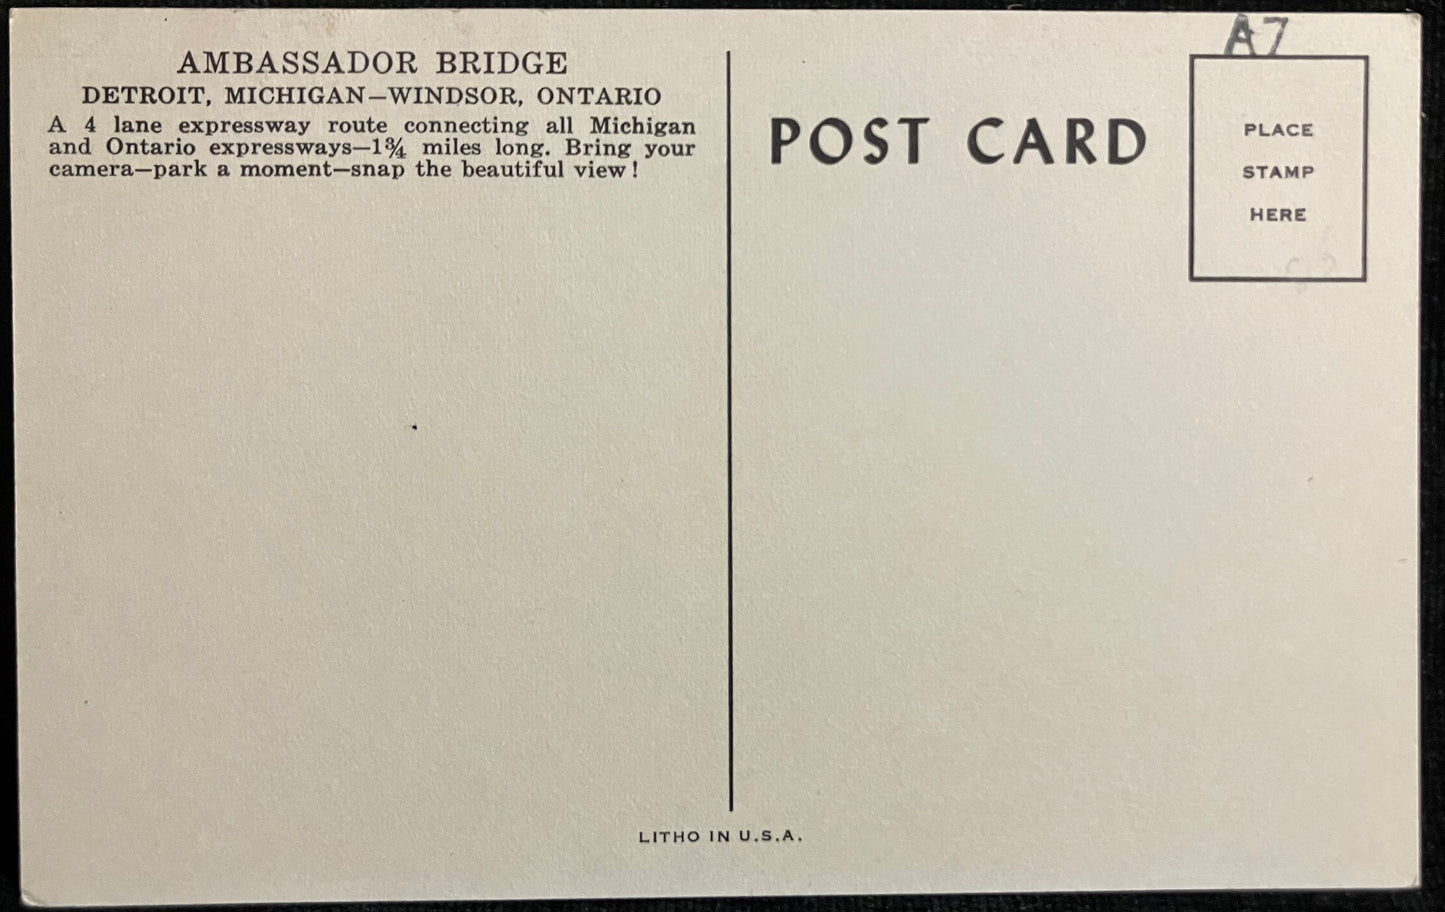 AMBASSADOR BRIDGE
DETROIT, MICHIGAN—WINDSOR, ONTARIO
A 4 lane expressway route connecting all Michigan
and Ontario expressways—1¾ miles long. Bring your
camera—park a moment—snap the beautiful view!
A7
POST CARD
PLACE
STAMP
HERE
LITHO IN U.S.A.